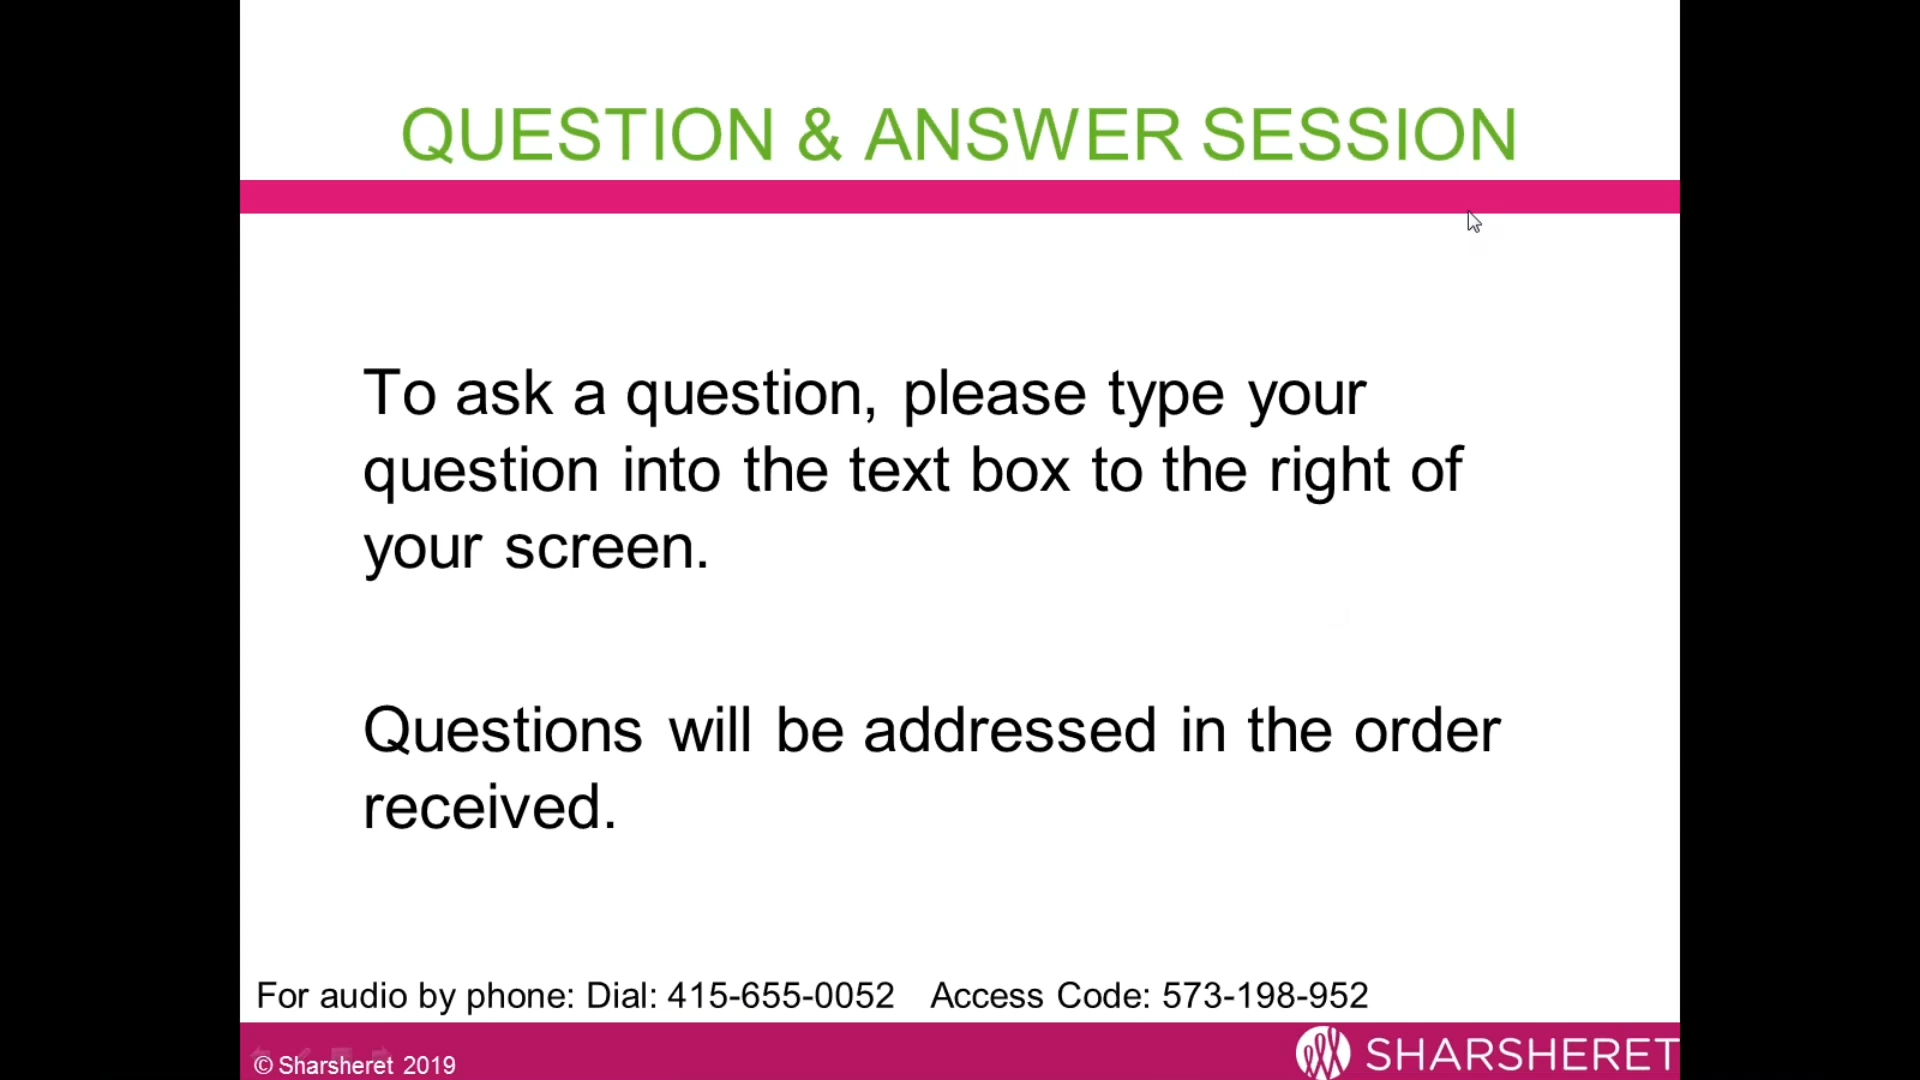 QUESTION & ANSWER SESSION
To ask a question, please type your
question into the text box to the right of
your screen.
Questions will be addressed in the order
received.
For audio by phone: Dial: 415-655-0052 Access Code: 573-198-952
© Sharsheret 2019
SHARSHERET